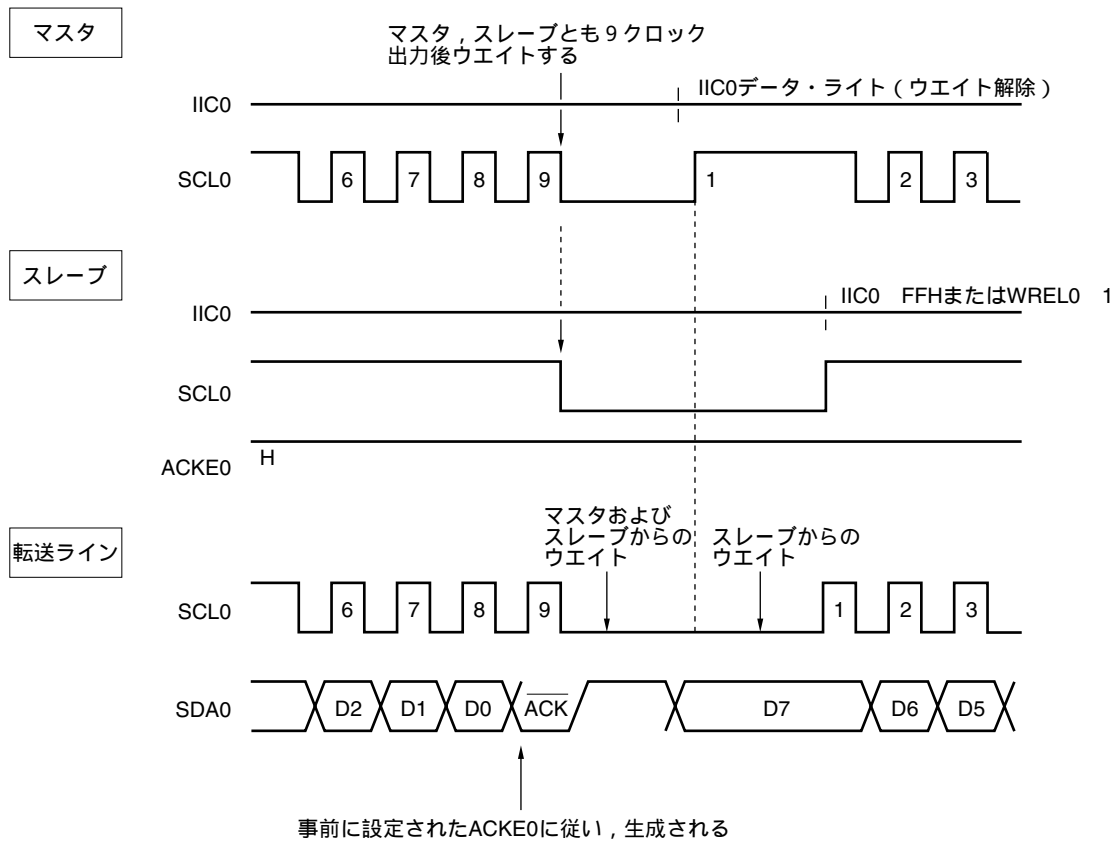 マスタ
マスタ，スレーブとも9クロック
出力後ウエイトする
IIC0
IIC0データ・ライト（ウエイト解除）
SCL0
6 7 8 9 1 2 3
スレーブ
IIC0
IIC0 FFHまたはWREL0 1
SCL0
ACKE0
H
転送ライン
マスタおよび
スレーブからの
ウエイト
スレーブからの
ウエイト
SCL0
6 7 8 9 1 2 3
SDA0
D2 D1 D0 ACK D7 D6 D5
事前に設定されたACKE0に従い，生成される